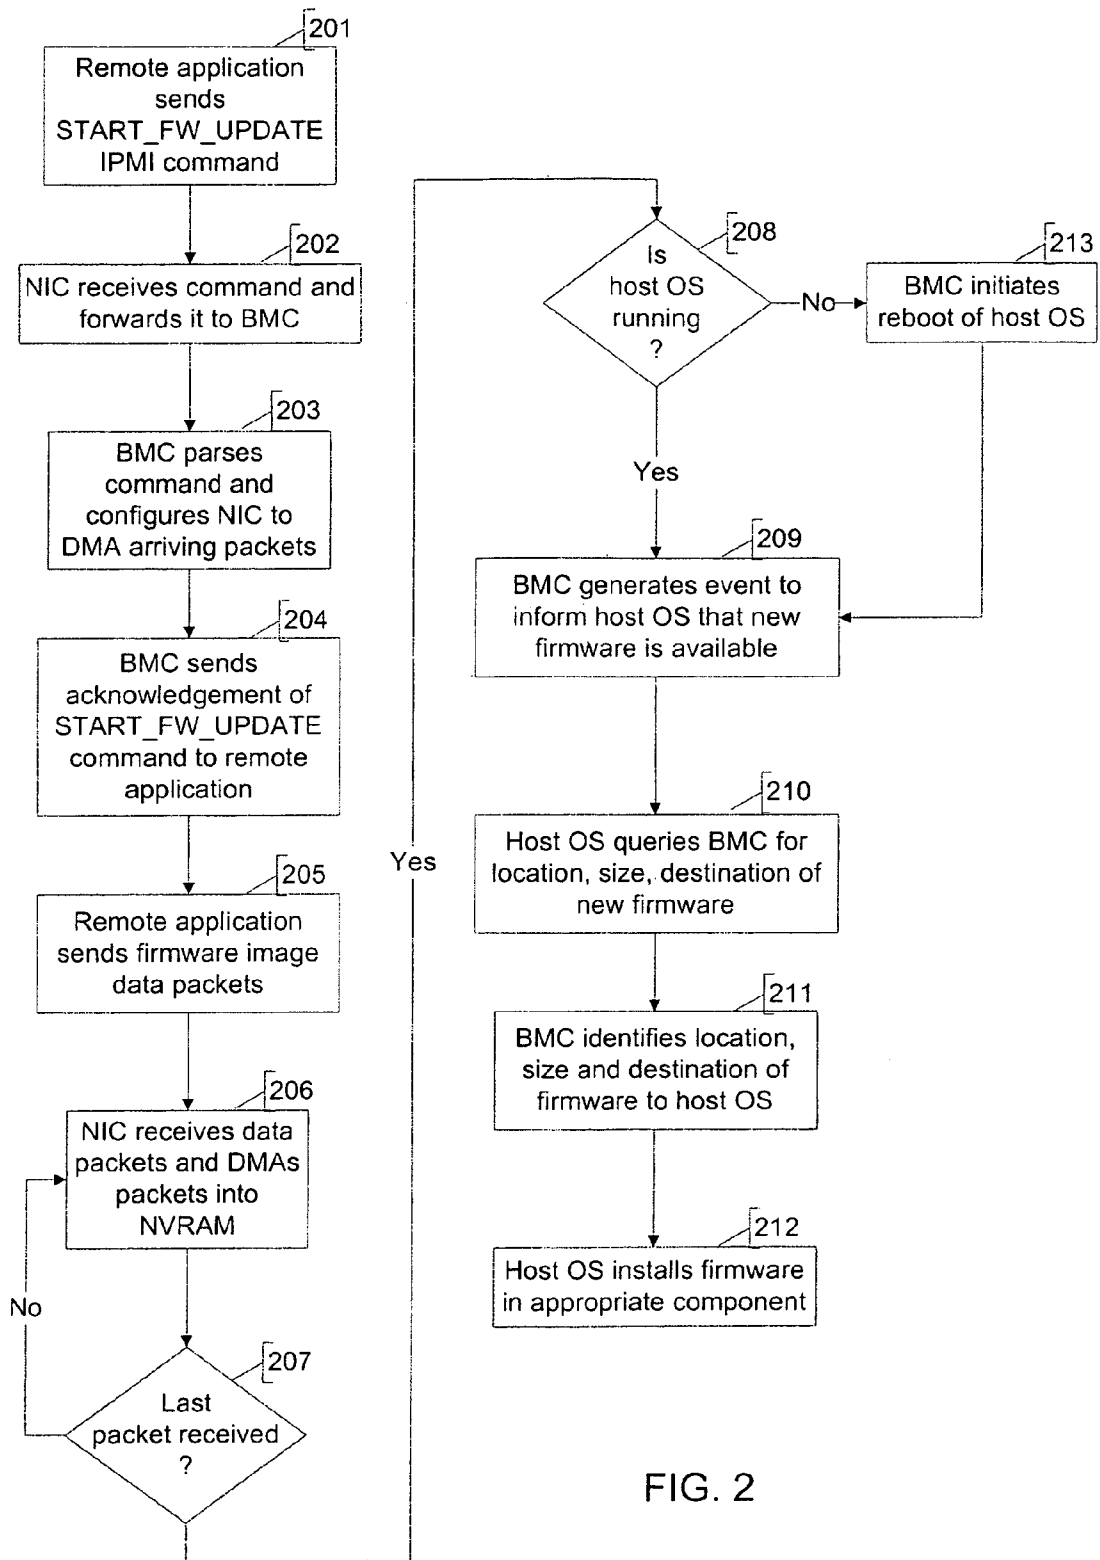 201
Remote application
sends
START_FW_UPDATE
IPMI command
202
NIC receives command and
forwards it to BMC
203
BMC parses
command and
configures NIC to
DMA arriving packets
204
BMC sends
acknowledgement of
START_FW_UPDATE
command to remote
application
205
Remote application
sends firmware image
data packets
206
NIC receives data
packets and DMAs
packets into
NVRAM
No
207
Last
packet received
?
Yes
208
Is
host OS
running
?
No
213
BMC initiates
reboot of host OS
Yes
209
BMC generates event to
inform host OS that new
firmware is available
210
Host OS queries BMC for
location, size, destination of
new firmware
211
BMC identifies location,
size and destination of
firmware to host OS
212
Host OS installs firmware
in appropriate component
FIG. 2